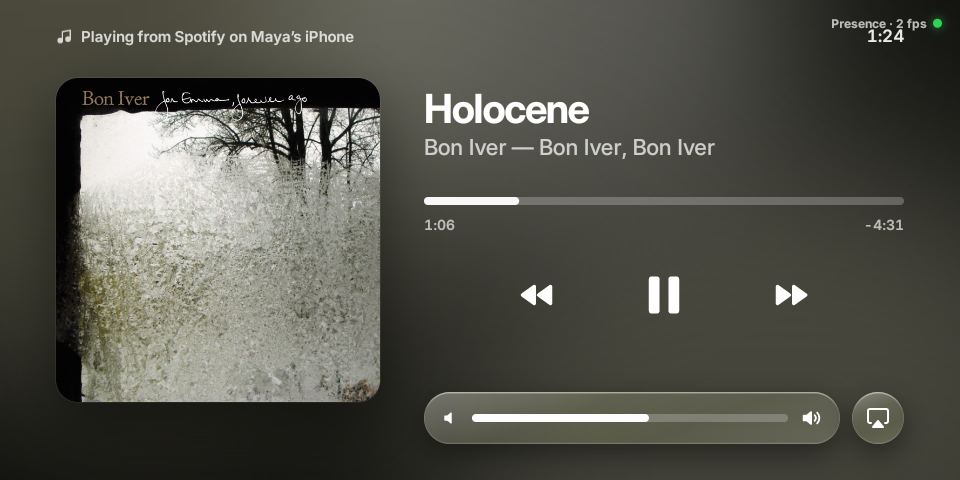 Presence · 2 fps
Playing from Spotify on Maya’s iPhone
1:24
Bon Iver for Emma, forever ago
Holocene
Bon Iver — Bon Iver, Bon Iver
1:06
-4:31